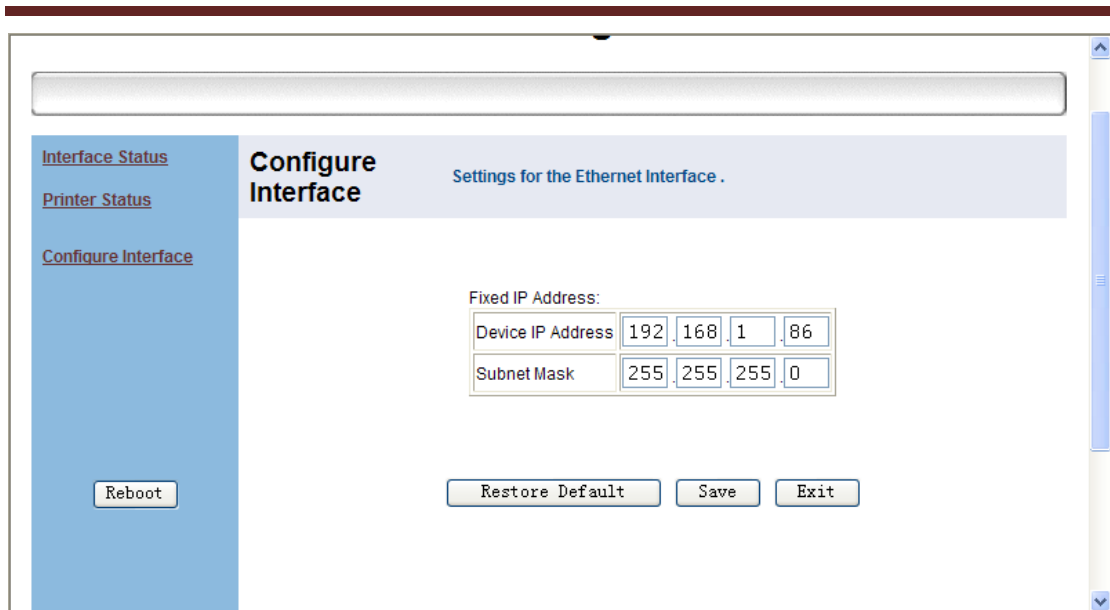 Interface Status
Printer Status
Configure Interface
Reboot
Configure
Interface
Settings for the Ethernet Interface .
Fixed IP Address:
Device IP Address 192 . 168 . 1 . 86
Subnet Mask 255 . 255 . 255 . 0
Restore Default Save Exit